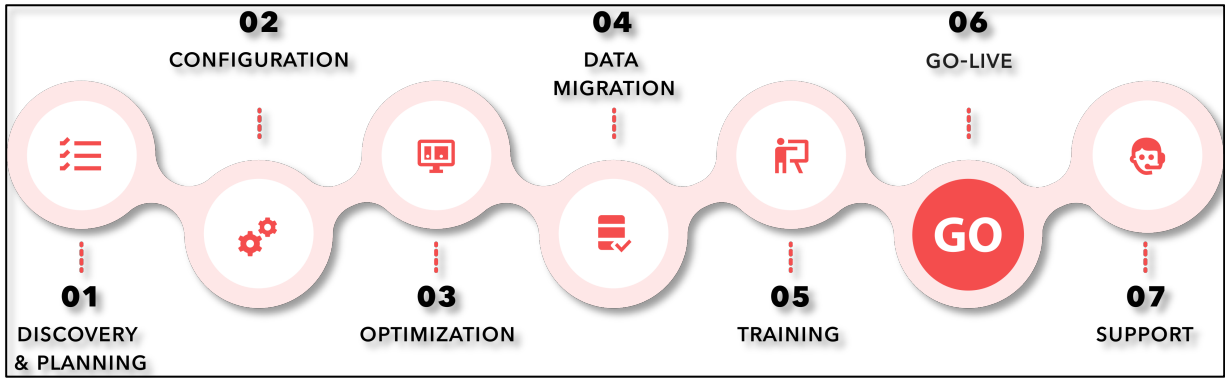 01
DISCOVERY
& PLANNING
02
CONFIGURATION
03
OPTIMIZATION
04
DATA
MIGRATION
05
TRAINING
06
GO-LIVE
GO
07
SUPPORT